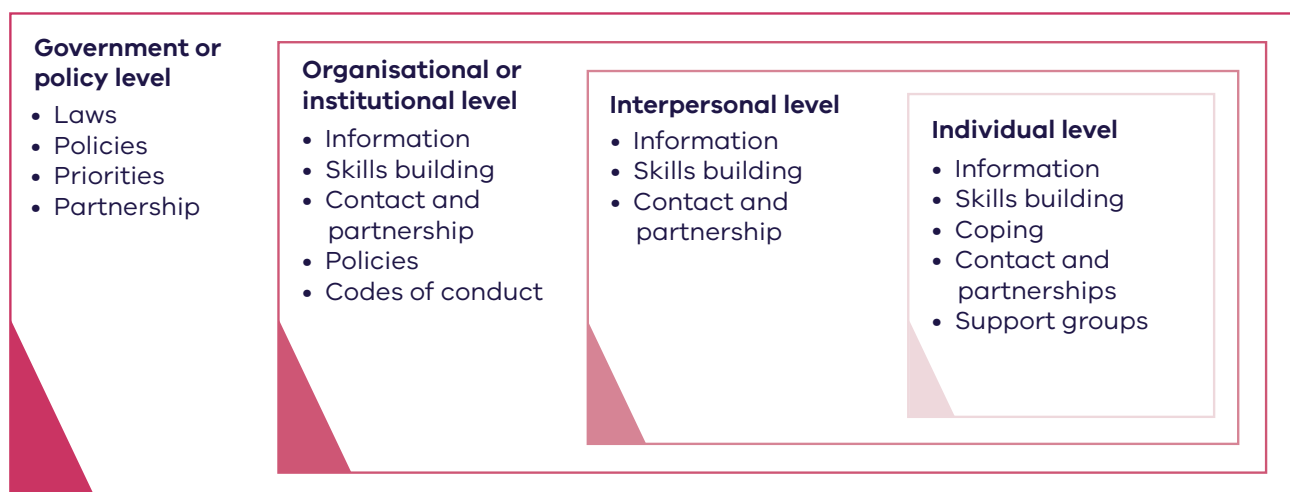 Government or
policy level
• Laws
• Policies
• Priorities
• Partnership
Organisational or
institutional level
• Information
• Skills building
• Contact and
partnership
• Policies
• Codes of conduct
Interpersonal level
• Information
• Skills building
• Contact and
partnership
Individual level
• Information
• Skills building
• Coping
• Contact and
partnerships
• Support groups